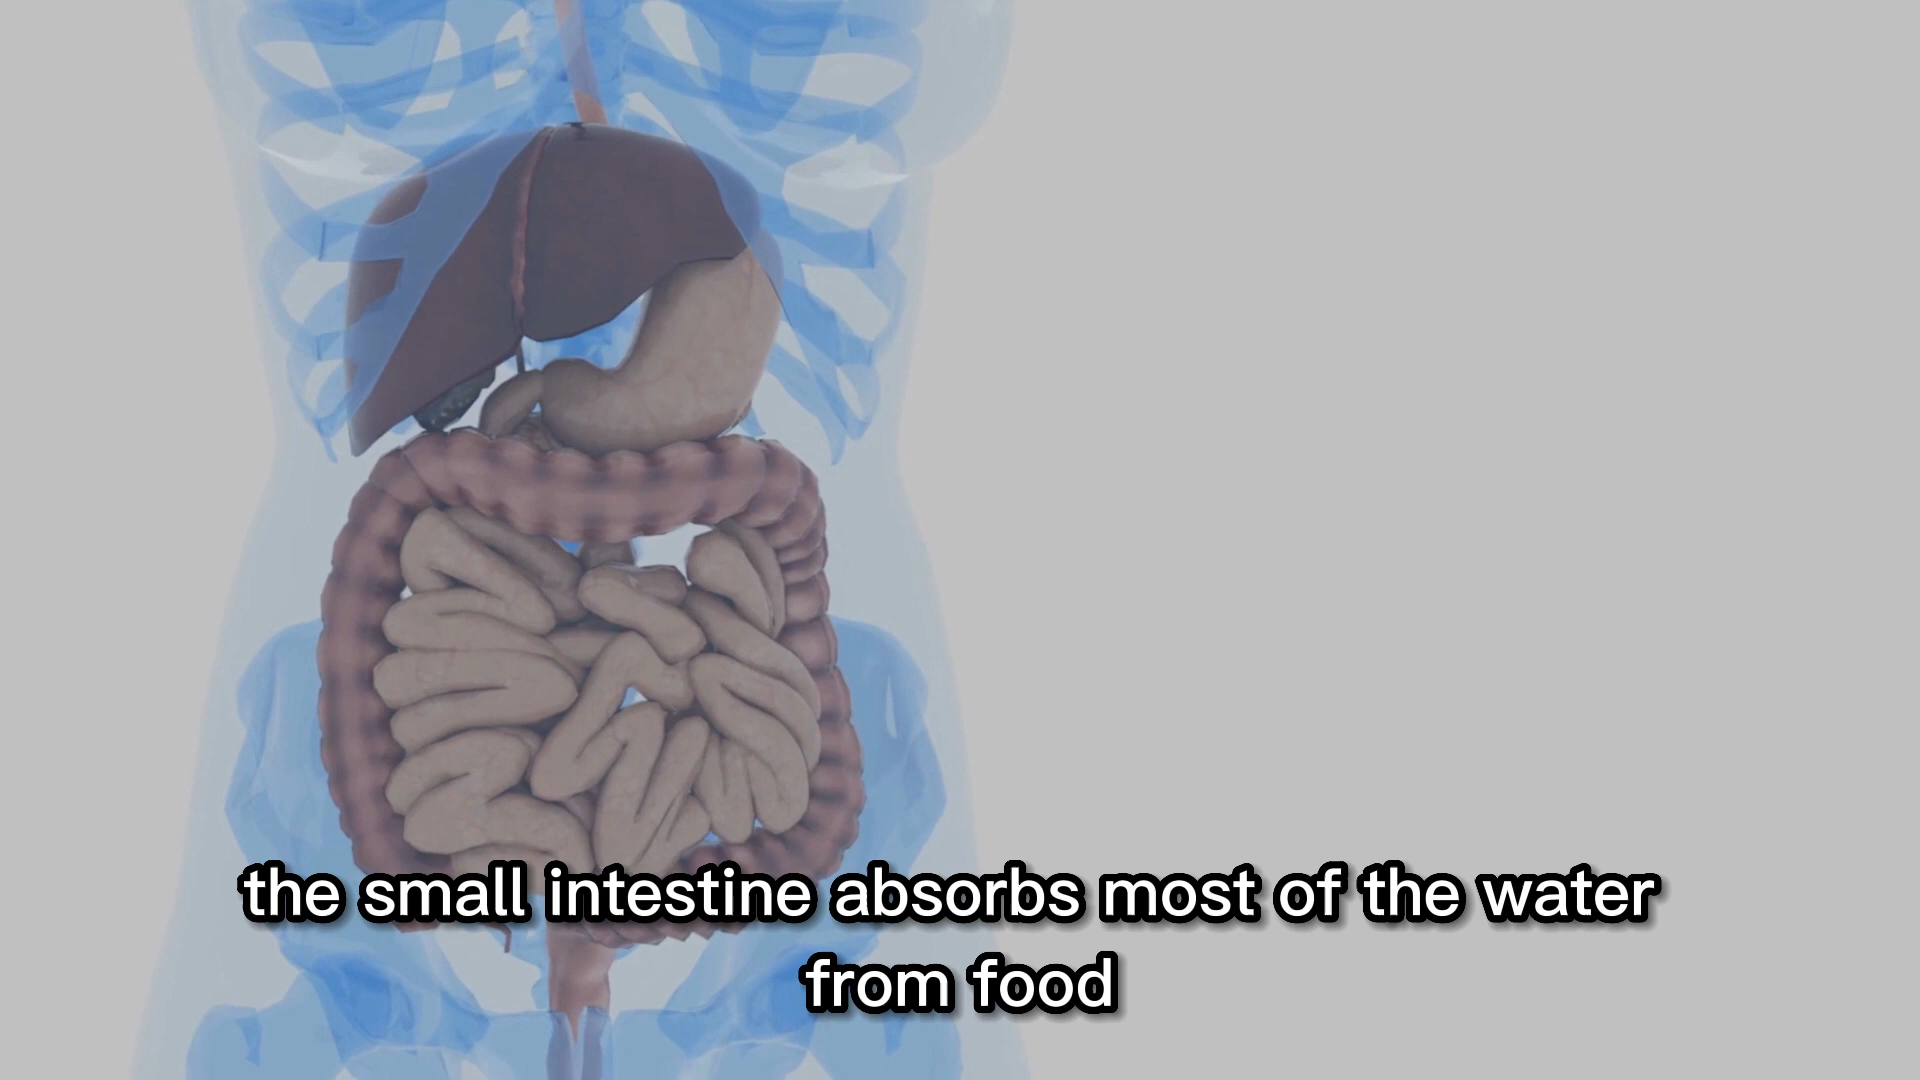 the small intestine absorbs most of the water
from food